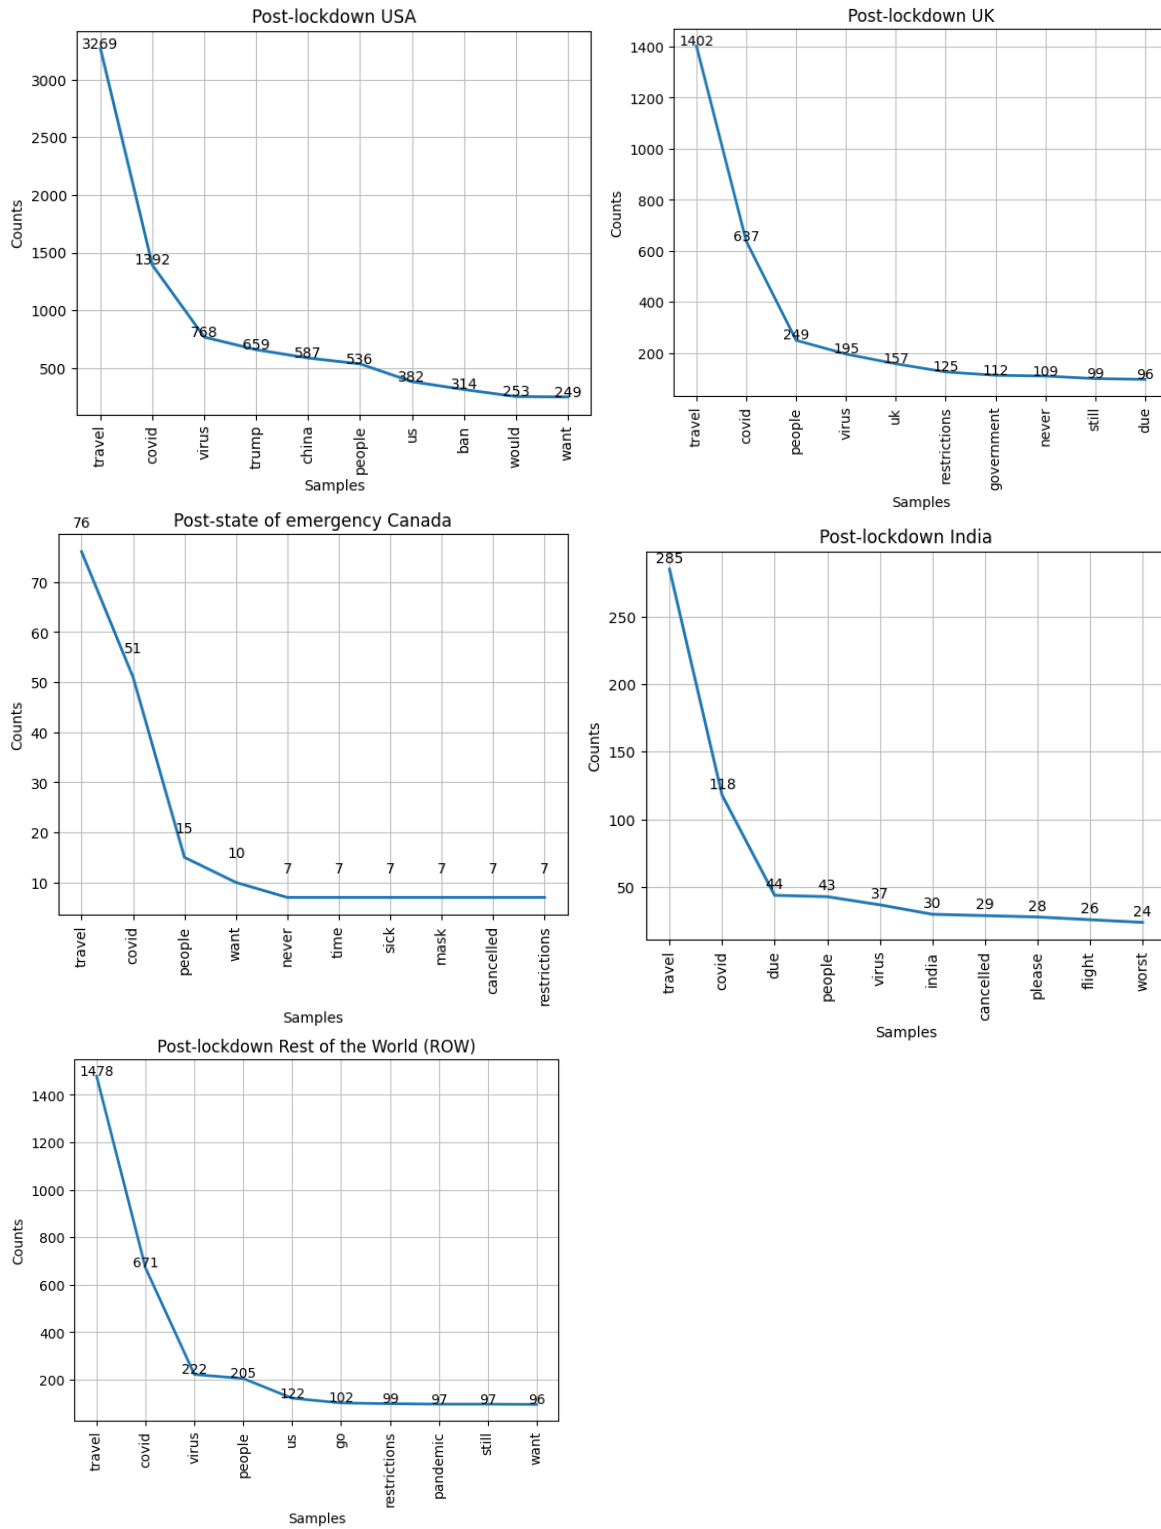 Post-lockdown USA
3269
1392
768
659
587
536
382
314
253
249
3000
2500
2000
1500
1000
500
Counts
travel
covid
virus
trump
china
people
us
ban
would
want
Samples
Post-lockdown UK
1402
637
249
195
157
125
112
109
99
96
1400
1200
1000
800
600
400
200
Counts
travel
covid
people
virus
uk
restrictions
government
never
still
due
Samples
Post-state of emergency Canada
76
51
15
10
7
7
7
7
7
7
70
60
50
40
30
20
10
Counts
travel
covid
people
want
never
time
sick
mask
cancelled
restrictions
Samples
Post-lockdown India
285
118
44
43
37
30
29
28
26
24
250
200
150
100
50
Counts
travel
covid
due
people
virus
india
cancelled
please
flight
worst
Samples
Post-lockdown Rest of the World (ROW)
1478
671
222
205
122
102
99
97
97
96
1400
1200
1000
800
600
400
200
Counts
travel
covid
virus
people
us
go
restrictions
pandemic
still
want
Samples